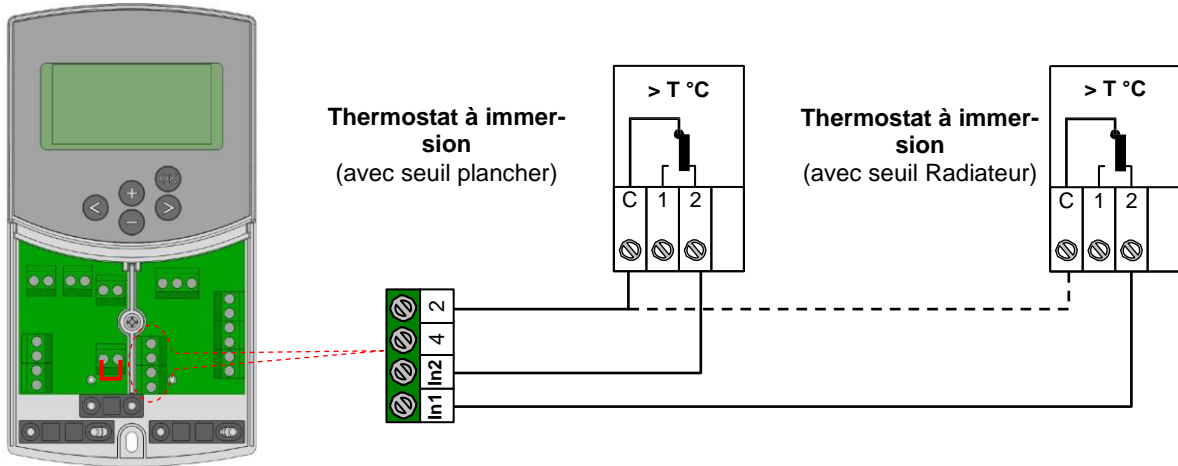 > T °C
> T °C
Thermostat à immer-
sion
(avec seuil plancher)
Thermostat à immer-
sion
(avec seuil Radiateur)
C 1 2
C 1 2
OK
+
< >
−
2
4
In2
In1